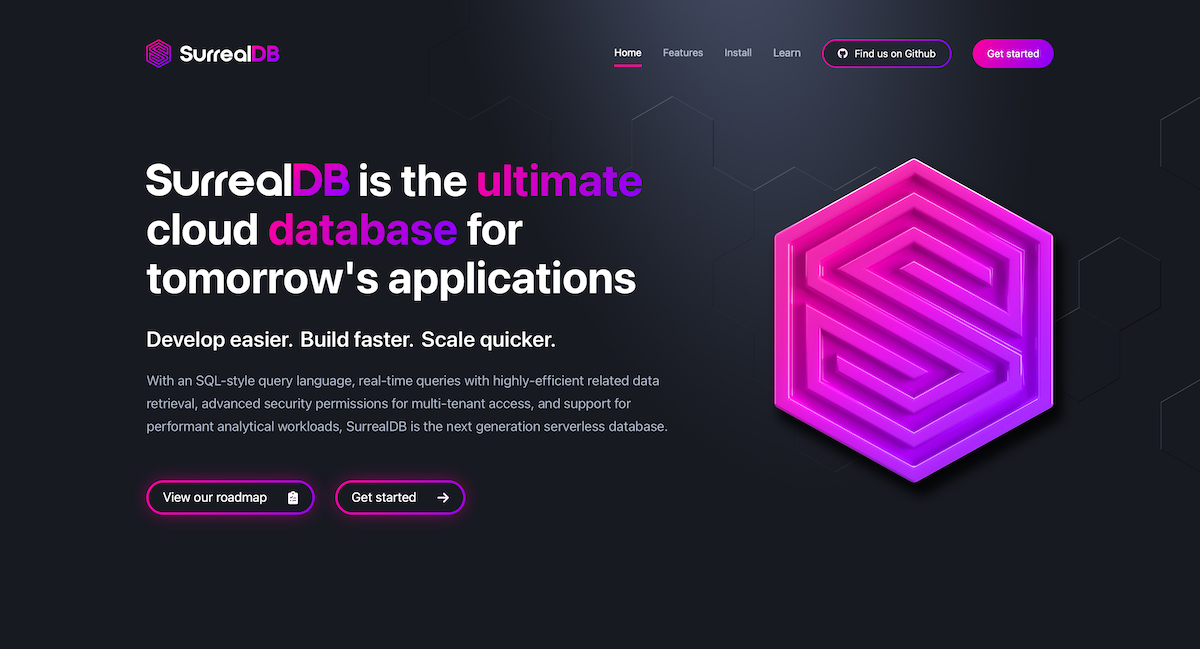 SurrealDB
Home Features Install Learn Find us on Github Get started
SurrealDB is the ultimate
cloud database for
tomorrow's applications
Develop easier. Build faster. Scale quicker.
With an SQL-style query language, real-time queries with highly-efficient related data
retrieval, advanced security permissions for multi-tenant access, and support for
performant analytical workloads, SurrealDB is the next generation serverless database.
View our roadmap Get started